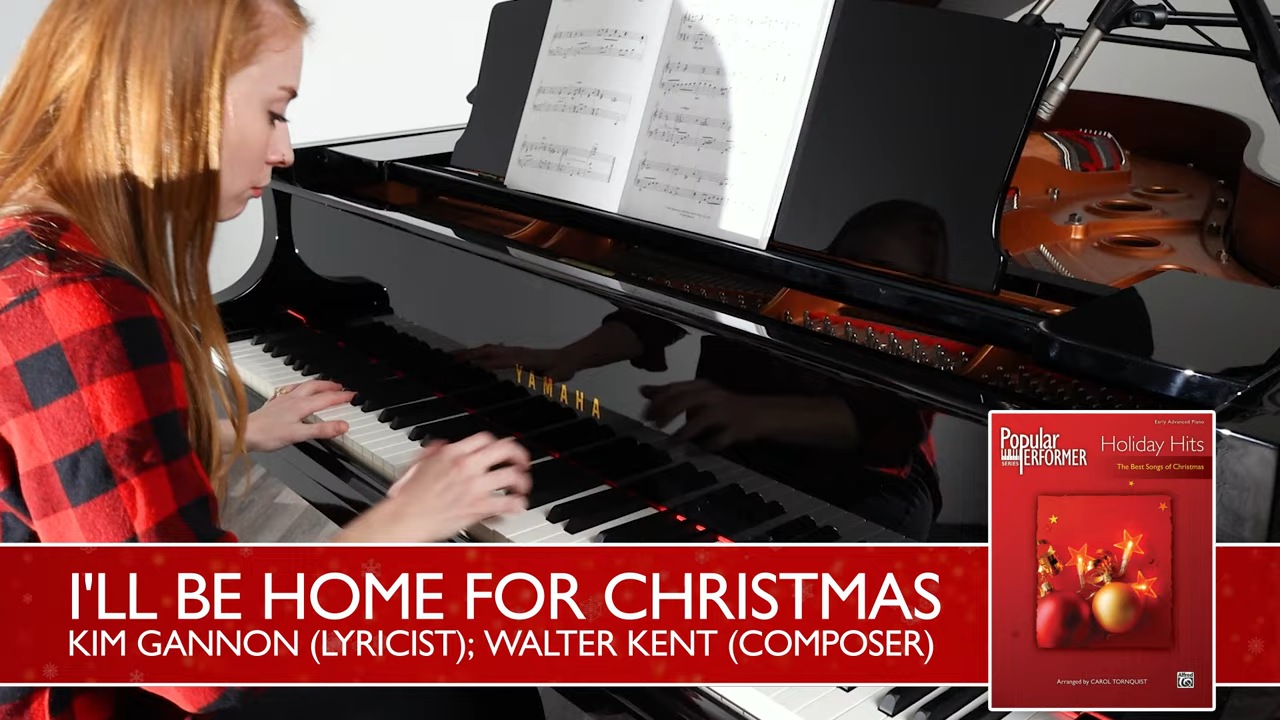 YAMAHA
Early Advanced Piano
Popular
PERFORMER
SERIES
Holiday Hits
The Best Songs of Christmas
Arranged by CAROL TORNQUIST
Alfred
I'LL BE HOME FOR CHRISTMAS
KIM GANNON (LYRICIST); WALTER KENT (COMPOSER)